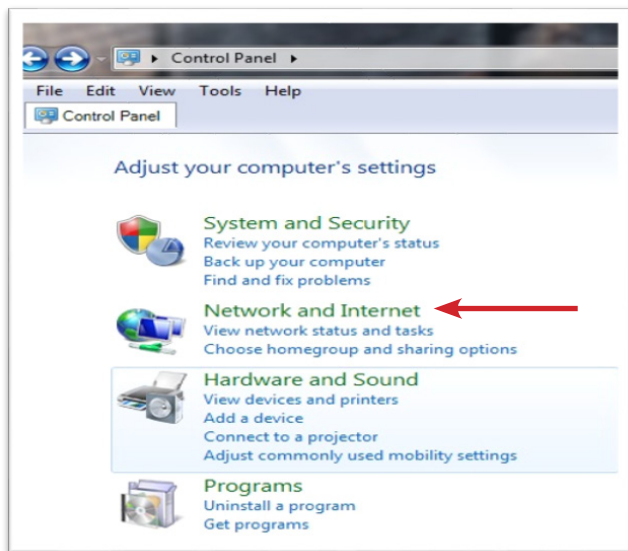 Control Panel
File Edit View Tools Help
Control Panel
Adjust your computer's settings
System and Security
Review your computer's status
Back up your computer
Find and fix problems
Network and Internet
View network status and tasks
Choose homegroup and sharing options
Hardware and Sound
View devices and printers
Add a device
Connect to a projector
Adjust commonly used mobility settings
Programs
Uninstall a program
Get programs